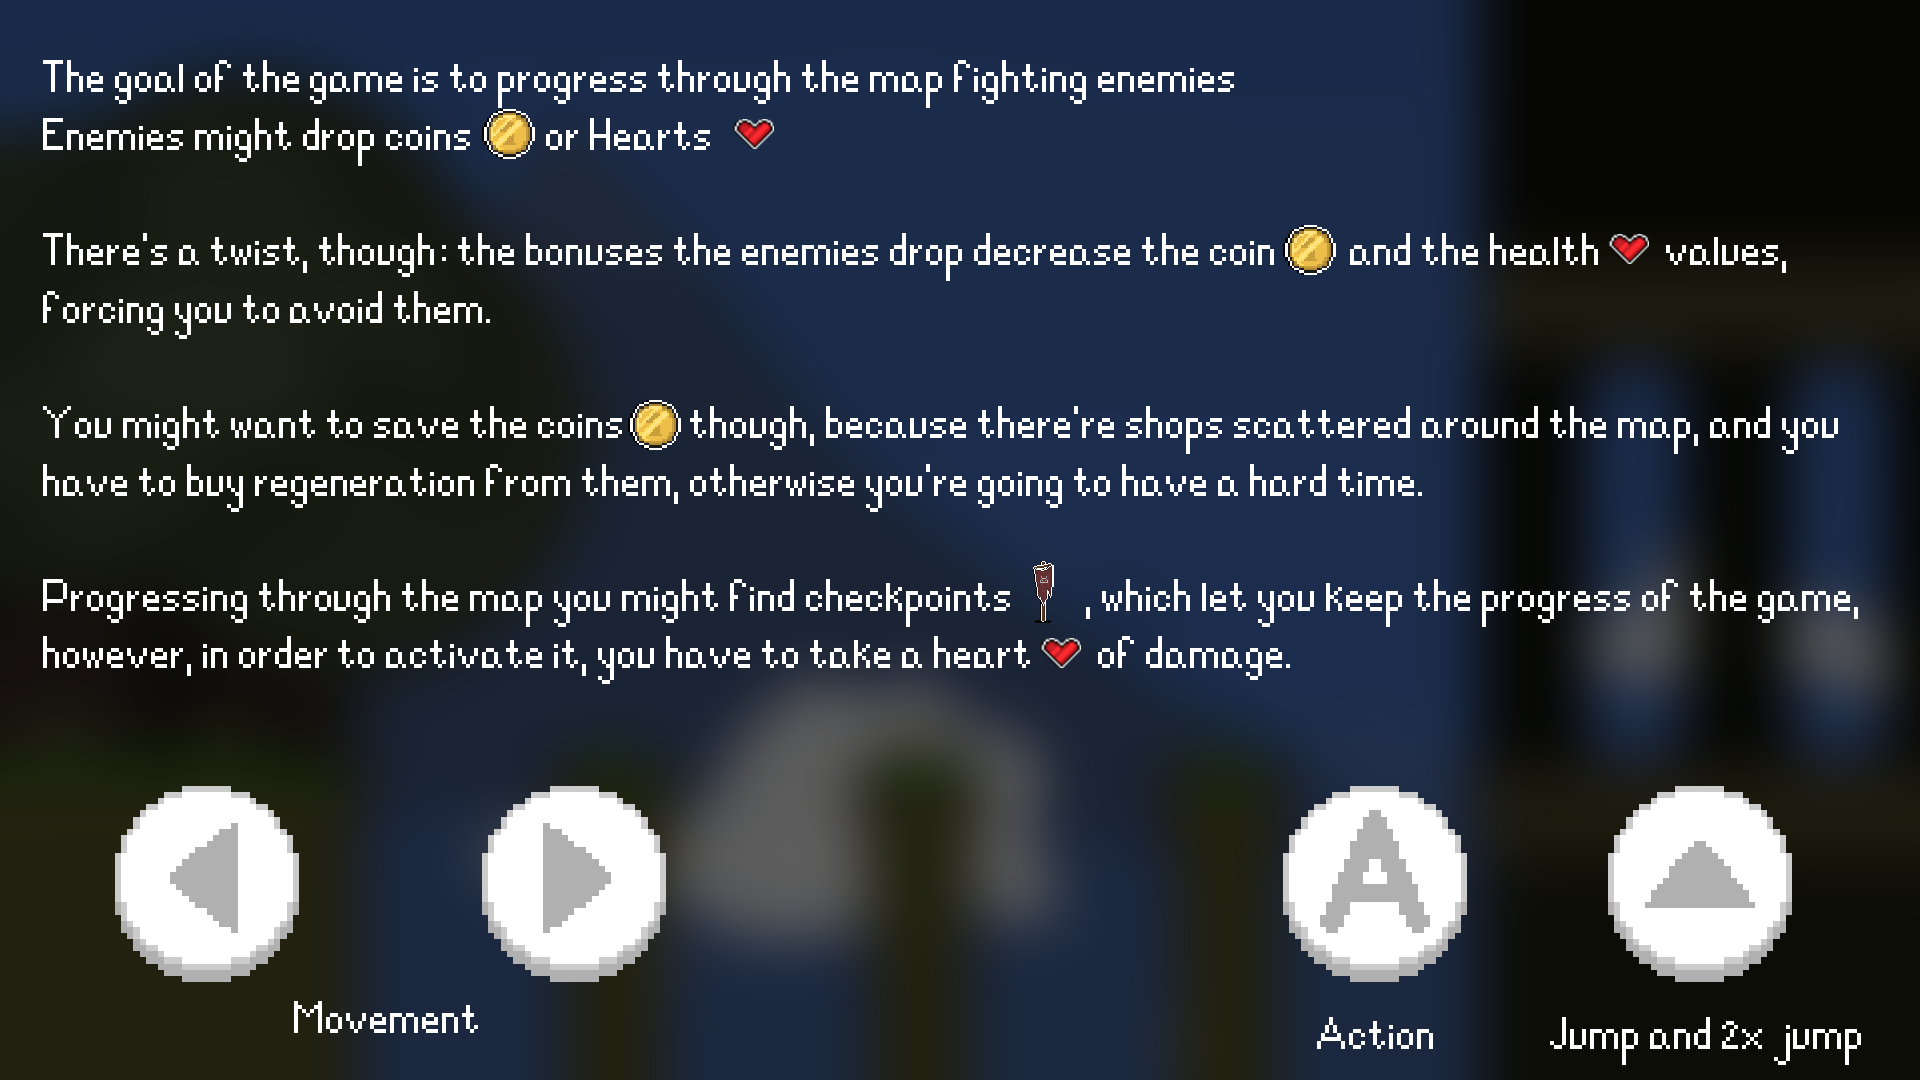 The goal of the game is to progress through the map fighting enemies
Enemies might drop coins or Hearts
There's a twist, though: the bonuses the enemies drop decrease the coin and the health values,
forcing you to avoid them.
You might want to save the coins though, because there're shops scattered around the map, and you
have to buy regeneration from them, otherwise you're going to have a hard time.
Progressing through the map you might find checkpoints , which let you keep the progress of the game,
however, in order to activate it, you have to take a heart of damage.
A
Movement
Action
Jump and 2x jump